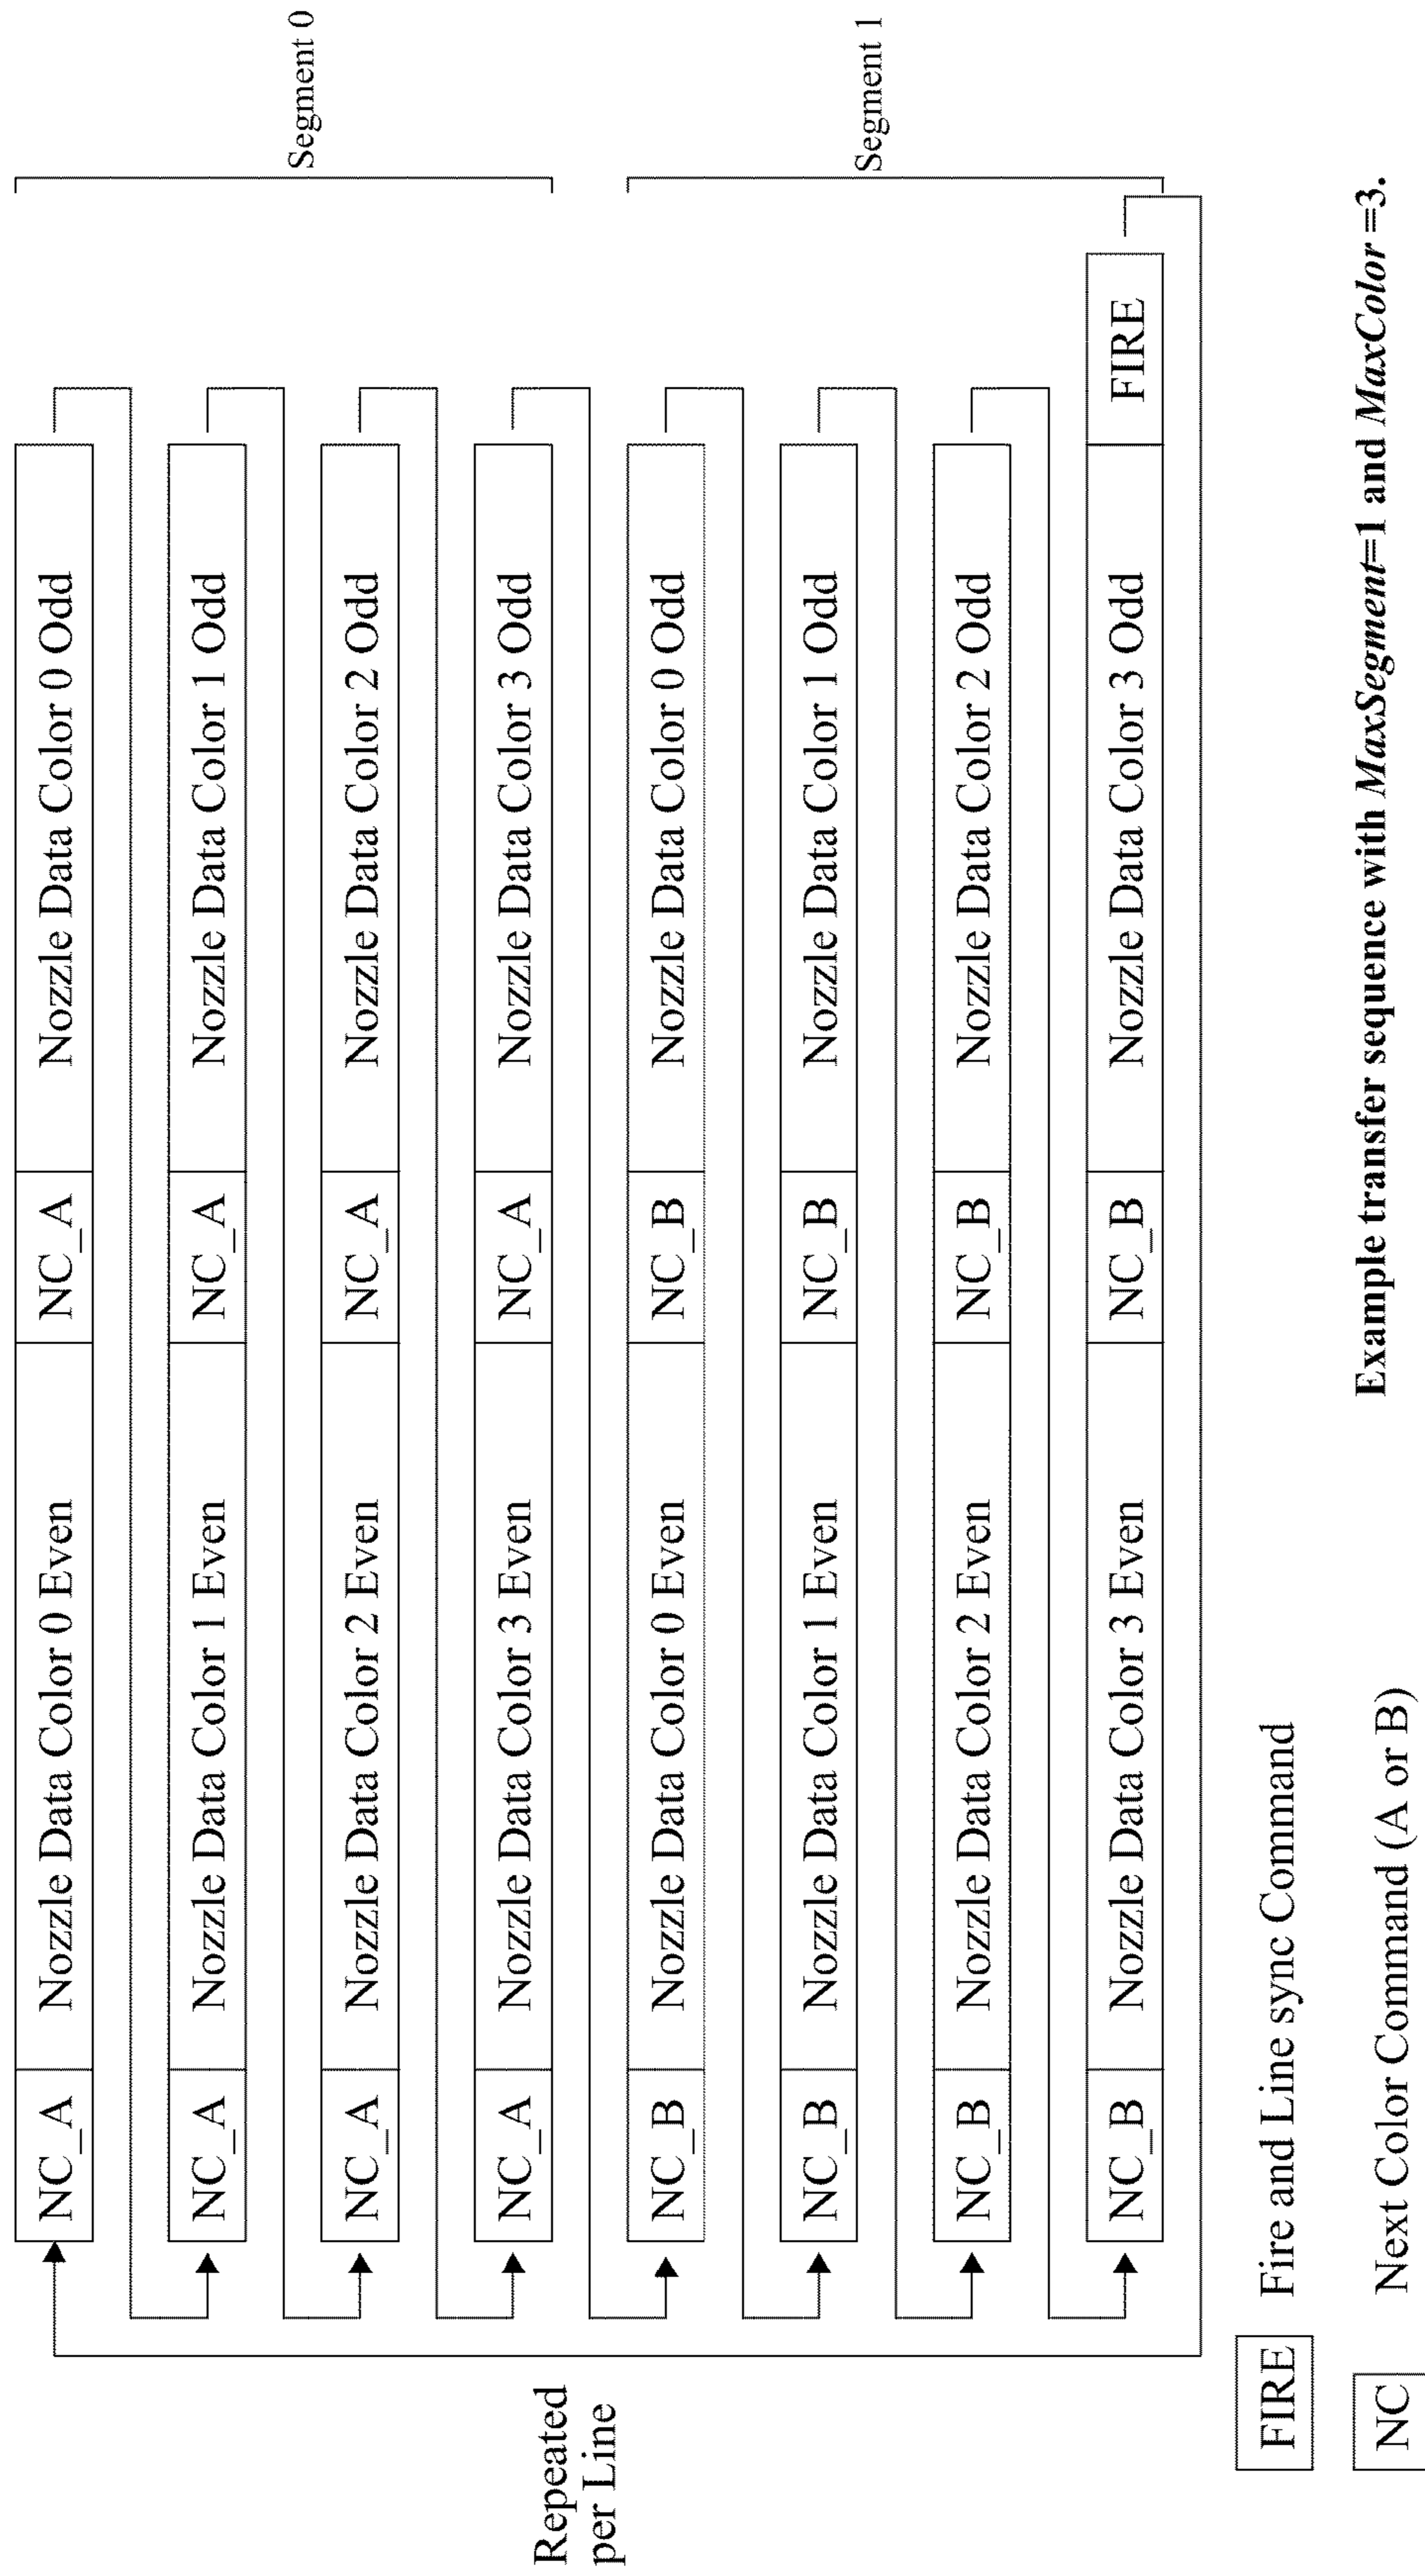 NC_A Nozzle Data Color 0 Even NC_A Nozzle Data Color 0 Odd
NC_A Nozzle Data Color 1 Even NC_A Nozzle Data Color 1 Odd
NC_A Nozzle Data Color 2 Even NC_A Nozzle Data Color 2 Odd
NC_A Nozzle Data Color 3 Even NC_A Nozzle Data Color 3 Odd
Segment 0
Repeated
per Line
NC_B Nozzle Data Color 0 Even NC_B Nozzle Data Color 0 Odd
NC_B Nozzle Data Color 1 Even NC_B Nozzle Data Color 1 Odd
NC_B Nozzle Data Color 2 Even NC_B Nozzle Data Color 2 Odd
NC_B Nozzle Data Color 3 Even NC_B Nozzle Data Color 3 Odd FIRE
Segment 1
FIRE Fire and Line sync Command
NC Next Color Command (A or B)
Example transfer sequence with MaxSegment=1 and MaxColor =3.